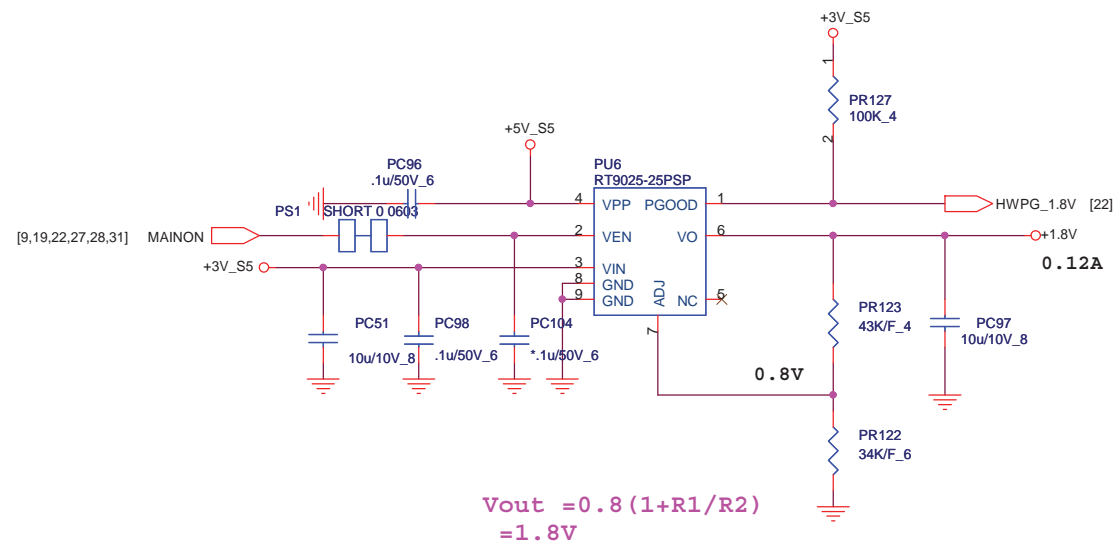 +3V_S5
1
PR127
100K_4
2
+5V_S5
PC96
.1u/50V_6
PU6
RT9025-25PSP
PS1
SHORT 0 0603
4
VPP
PGOOD
1
HWPG_1.8V
[22]
[9,19,22,27,28,31]
MAINON
2
VEN
VO
6
+1.8V
0.12A
+3V_S5
3
VIN
8
GND
9
GND
ADJ
NC
5
7
PC51
10u/10V_8
PC98
.1u/50V_6
PC104
*.1u/50V_6
PR123
43K/F_4
PC97
10u/10V_8
0.8V
PR122
34K/F_6
Vout =0.8(1+R1/R2)
=1.8V